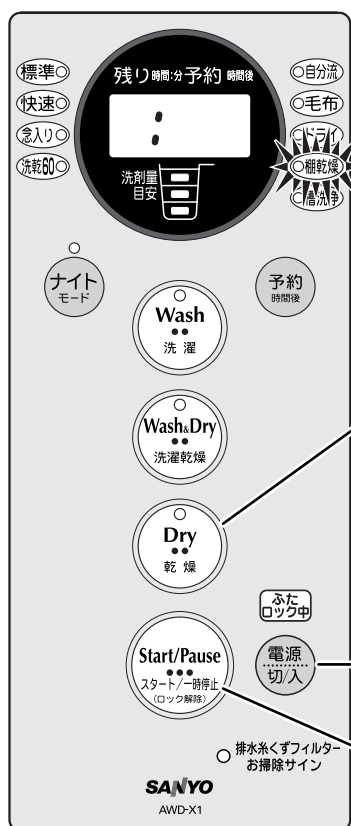 残り時間:分 予約 時間後
標準
快速
念入り
洗乾60
自分流
毛布
ドライ
棚乾燥
槽洗浄
:
洗剤量
目安
ナイト
モード
予約
時間後
Wash
洗濯
Wash&Dry
洗濯乾燥
Dry
乾燥
ふた
ロック中
Start/Pause
スタート/一時停止
(ロック解除)
電源
切/入
排水糸くずフィルター
お掃除サイン
SANYO
AWD-X1